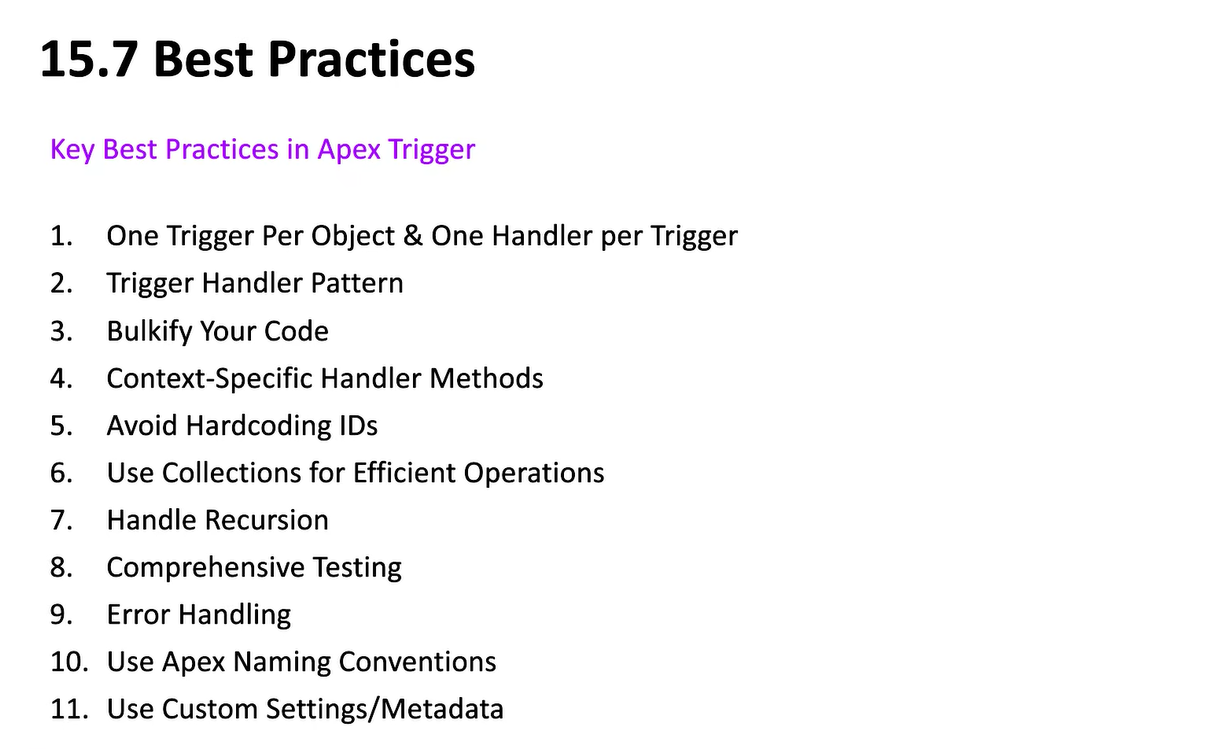 15.7 Best Practices
Key Best Practices in Apex Trigger
1. One Trigger Per Object & One Handler per Trigger
2. Trigger Handler Pattern
3. Bulkify Your Code
4. Context-Specific Handler Methods
5. Avoid Hardcoding IDs
6. Use Collections for Efficient Operations
7. Handle Recursion
8. Comprehensive Testing
9. Error Handling
10. Use Apex Naming Conventions
11. Use Custom Settings/Metadata